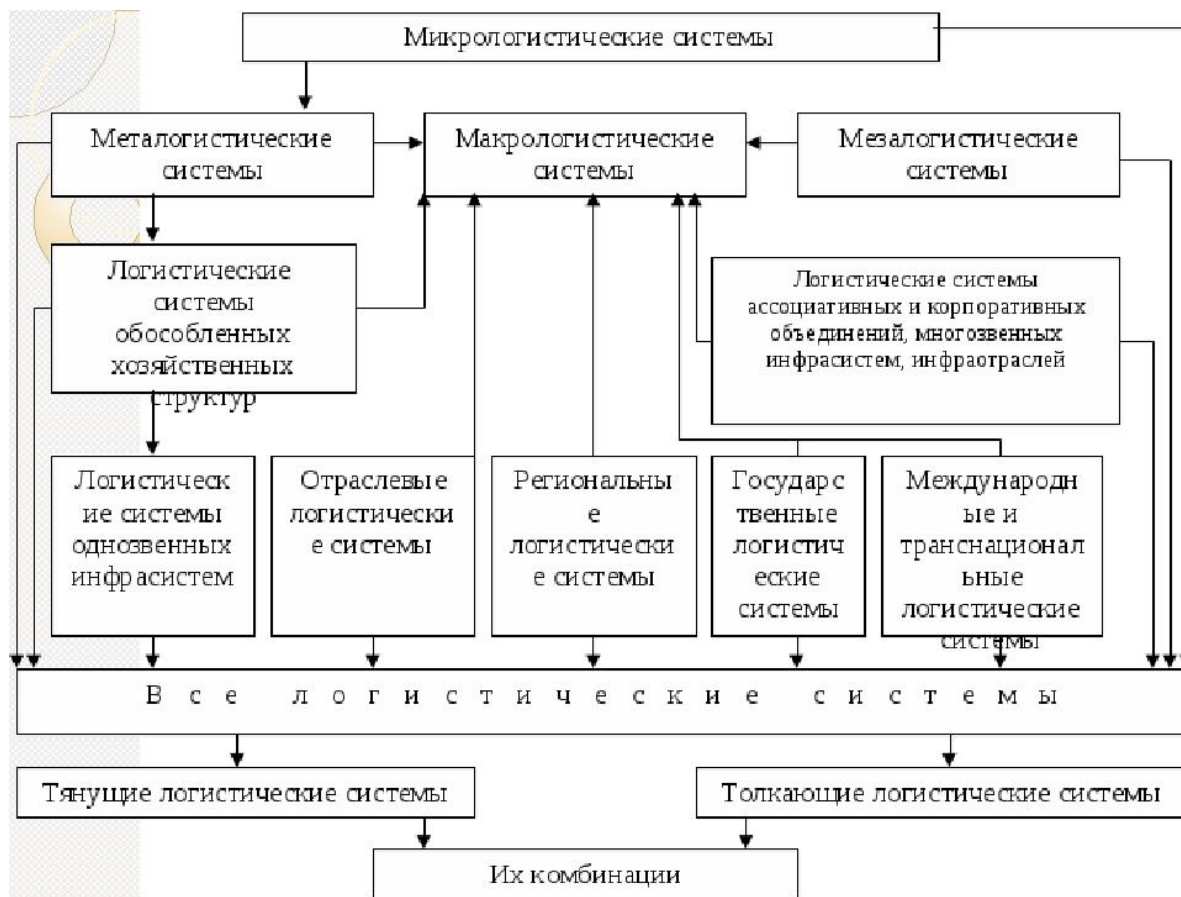 Микрологистические системы
Металогистические
системы
Макрологистические
системы
Мезалогистические
системы
Логистические
системы
обособленных
хозяйственных
структур
Логистические системы
ассоциативных и корпоративных
объединений, многозвенных
инфрасистем, инфраотраслей
Логистическ
ие системы
однозвенных
инфрасистем
Отраслевые
логистически
е системы
Региональны
е
логистически
е системы
Государс
твенные
логистич
еские
системы
Международн
ые и
транснационал
ьные
логистические
системы
Все логистические системы
Тянущие логистические системы
Толкающие логистические системы
Их комбинации